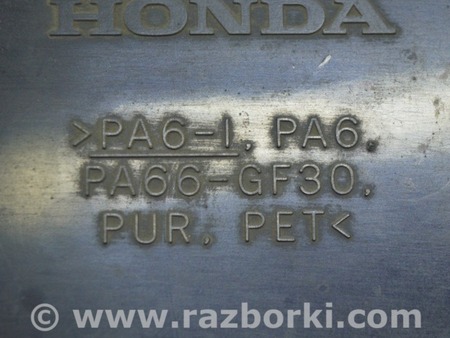 HONDA
>PA6-I, PA6,
PA66-GF30,
PUR, PET<
© www.razborki.com